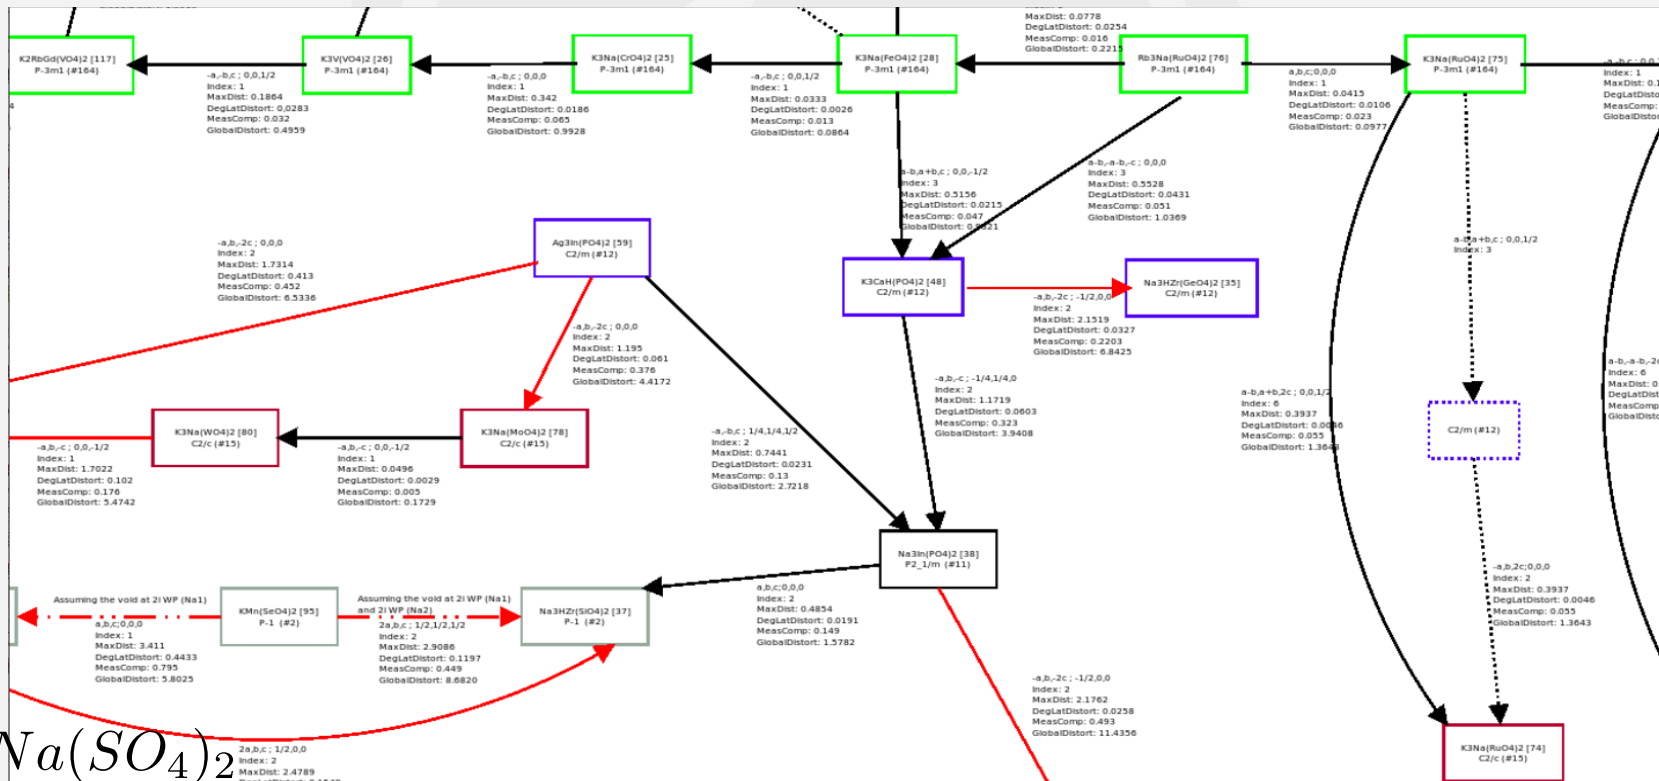 MaxDist: 0.0778
DegLatDistort: 0.0254
MeasComp: 0.016
GlobalDistort: 0.2215
K2RbGd(VO4)2 [117]
P-3m1 (#164)
K3V(VO4)2 [26]
P-3m1 (#164)
K3Na(CrO4)2 [25]
P-3m1 (#164)
K3Na(FeO4)2 [28]
P-3m1 (#164)
Rb3Na(RuO4)2 [76]
P-3m1 (#164)
K3Na(RuO4)2 [75]
P-3m1 (#164)
-a,-b,c ; 0,0,1/2
Index: 1
MaxDist: 0.1864
DegLatDistort: 0,0283
MeasComp: 0.032
GlobalDistort: 0.4959
-a,-b,c ; 0,0,0
Index: 1
MaxDist: 0.342
DegLatDistort: 0.0186
MeasComp: 0.065
GlobalDistort: 0.9928
-a,-b,c ; 0,0,1/2
Index: 1
MaxDist: 0.0333
DegLatDistort: 0.0026
MeasComp: 0.013
GlobalDistort: 0.0864
a,b,c;0,0,0
Index: 1
MaxDist: 0.0415
DegLatDistort: 0.0106
MeasComp: 0.023
GlobalDistort: 0.0977
Index: 1
a-b,a+b,c ; 0,0,-1/2
Index: 3
MaxDist: 0.5156
DegLatDistort: 0.0215
MeasComp: 0.047
a-b,-a-b,-c ; 0,0,0
Index: 3
MaxDist: 0.5528
DegLatDistort: 0.0431
MeasComp: 0.051
GlobalDistort: 1.0369
-a,b,-2c ; 0,0,0
Index: 2
MaxDist: 1.7314
DegLatDistort: 0.413
MeasComp: 0.452
GlobalDistort: 6.5336
Ag3In(PO4)2 [59]
C2/m (#12)
K3CaH(PO4)2 [48]
C2/m (#12)
Na3HZr(GeO4)2 [35]
C2/m (#12)
a-b,a+b,c ; 0,0,1/2
Index: 3
-a,b,-2c ; -1/2,0,0
Index: 2
MaxDist: 2.1519
DegLatDistort: 0.0327
MeasComp: 0.2203
GlobalDistort: 6.8425
-a,b,-2c ; 0,0,0
Index: 2
MaxDist: 1.195
DegLatDistort: 0.061
MeasComp: 0.376
GlobalDistort: 4.4172
-a,b,-c ; -1/4,1/4,0
Index: 2
MaxDist: 1.1719
DegLatDistort: 0.0603
MeasComp: 0.323
GlobalDistort: 3.9408
a-b,a+b,2c ; 0,0,1/2
Index: 6
MaxDist: 0.3937
DegLatDistort: 0.0046
MeasComp: 0.055
Index: 6
K3Na(WO4)2 [80]
C2/c (#15)
K3Na(MoO4)2 [78]
C2/c (#15)
C2/m (#12)
-a,b,-c ; 0,0,-1/2
Index: 1
MaxDist: 1.7022
DegLatDistort: 0.102
MeasComp: 0.176
GlobalDistort: 5.4742
-a,b,-c ; 0,0,-1/2
Index: 1
MaxDist: 0.0496
DegLatDistort: 0.0029
MeasComp: 0.005
GlobalDistort: 0.1729
-a,-b,c ; 1/4,1/4,1/2
Index: 2
MaxDist: 0.7441
DegLatDistort: 0.0231
MeasComp: 0.13
GlobalDistort: 2.7218
Na3In(PO4)2 [38]
P2_1/m (#11)
Assuming the void at 2i WP (Na1)
KMn(SeO4)2 [95]
P-1 (#2)
Assuming the void at 2i WP (Na1)
and 2i WP (Na2)
Na3HZr(SiO4)2 [37]
P-1 (#2)
a,b,c;0,0,0
Index: 1
MaxDist: 3.411
DegLatDistort: 0.4433
MeasComp: 0.795
GlobalDistort: 5.8025
2a,b,c ; 1/2,1/2,1/2
Index: 2
MaxDist: 2.9086
DegLatDistort: 0.1197
MeasComp: 0.449
GlobalDistort: 8.6820
a,b,c;0,0,0
Index: 2
MaxDist: 0.4854
DegLatDistort: 0.0191
MeasComp: 0.149
GlobalDistort: 1.5782
-a,b,2c;0,0,0
Index: 2
MaxDist: 0.3937
DegLatDistort: 0.0046
MeasComp: 0.055
GlobalDistort: 1.3643
-a,b,-2c ; -1/2,0,0
Index: 2
MaxDist: 2.1762
DegLatDistort: 0.0258
MeasComp: 0.493
GlobalDistort: 11.4356
Na(SO4)2
2a,b,c ; 1/2,0,0
Index: 2
MaxDist: 2.4789
K3Na(RuO4)2 [74]
C2/c (#15)